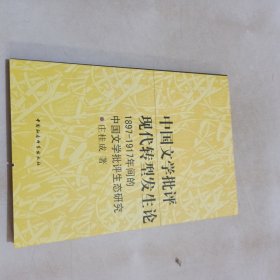 中国文学批评
现代转型发生论
1897-1917年间的
中国文学批评生态研究
庄桂成 著
中国社会科学出版社